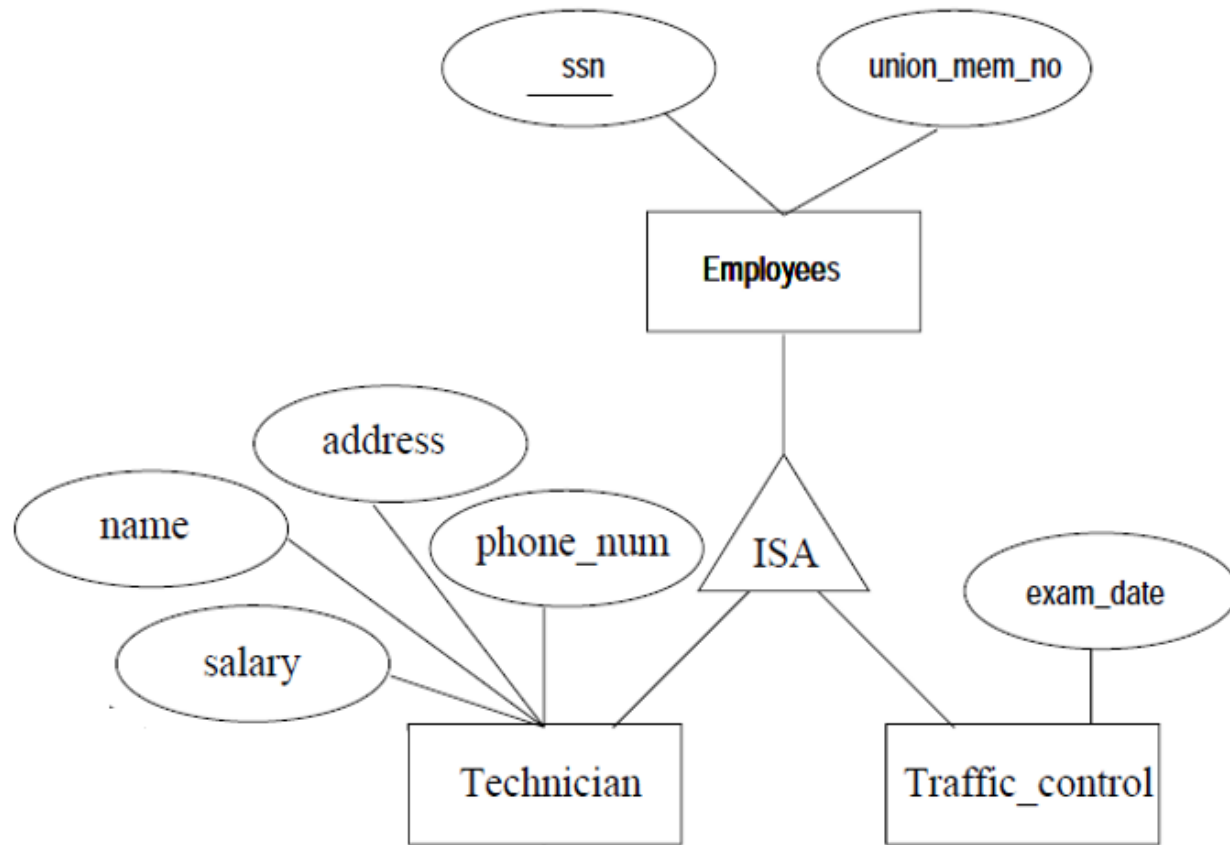 ssn
union_mem_no
Employees
address
name
phone_num
ISA
exam_date
salary
Technician
Traffic_control